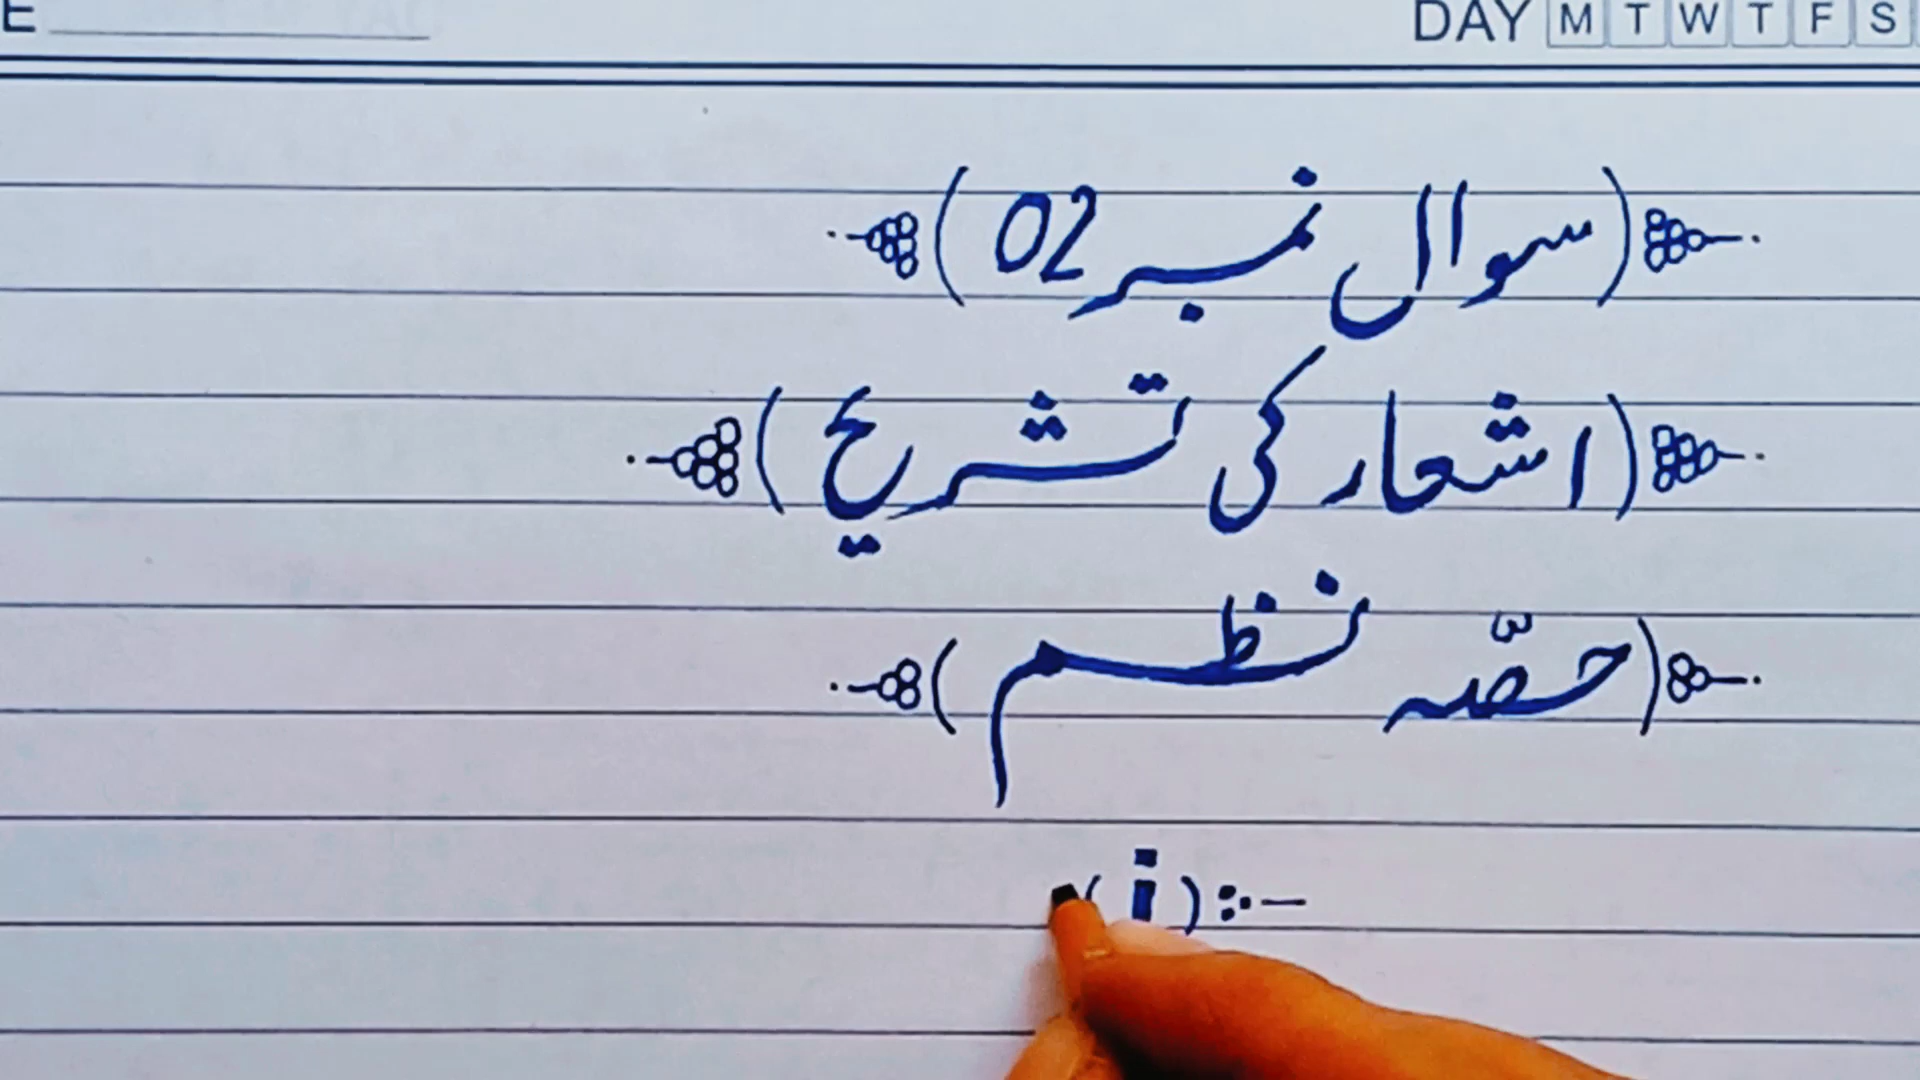 E DAY M T W T F S
(سوال نمبر 02)
(اشعار کی تشریح)
(حصّہ نظم)
(i):-